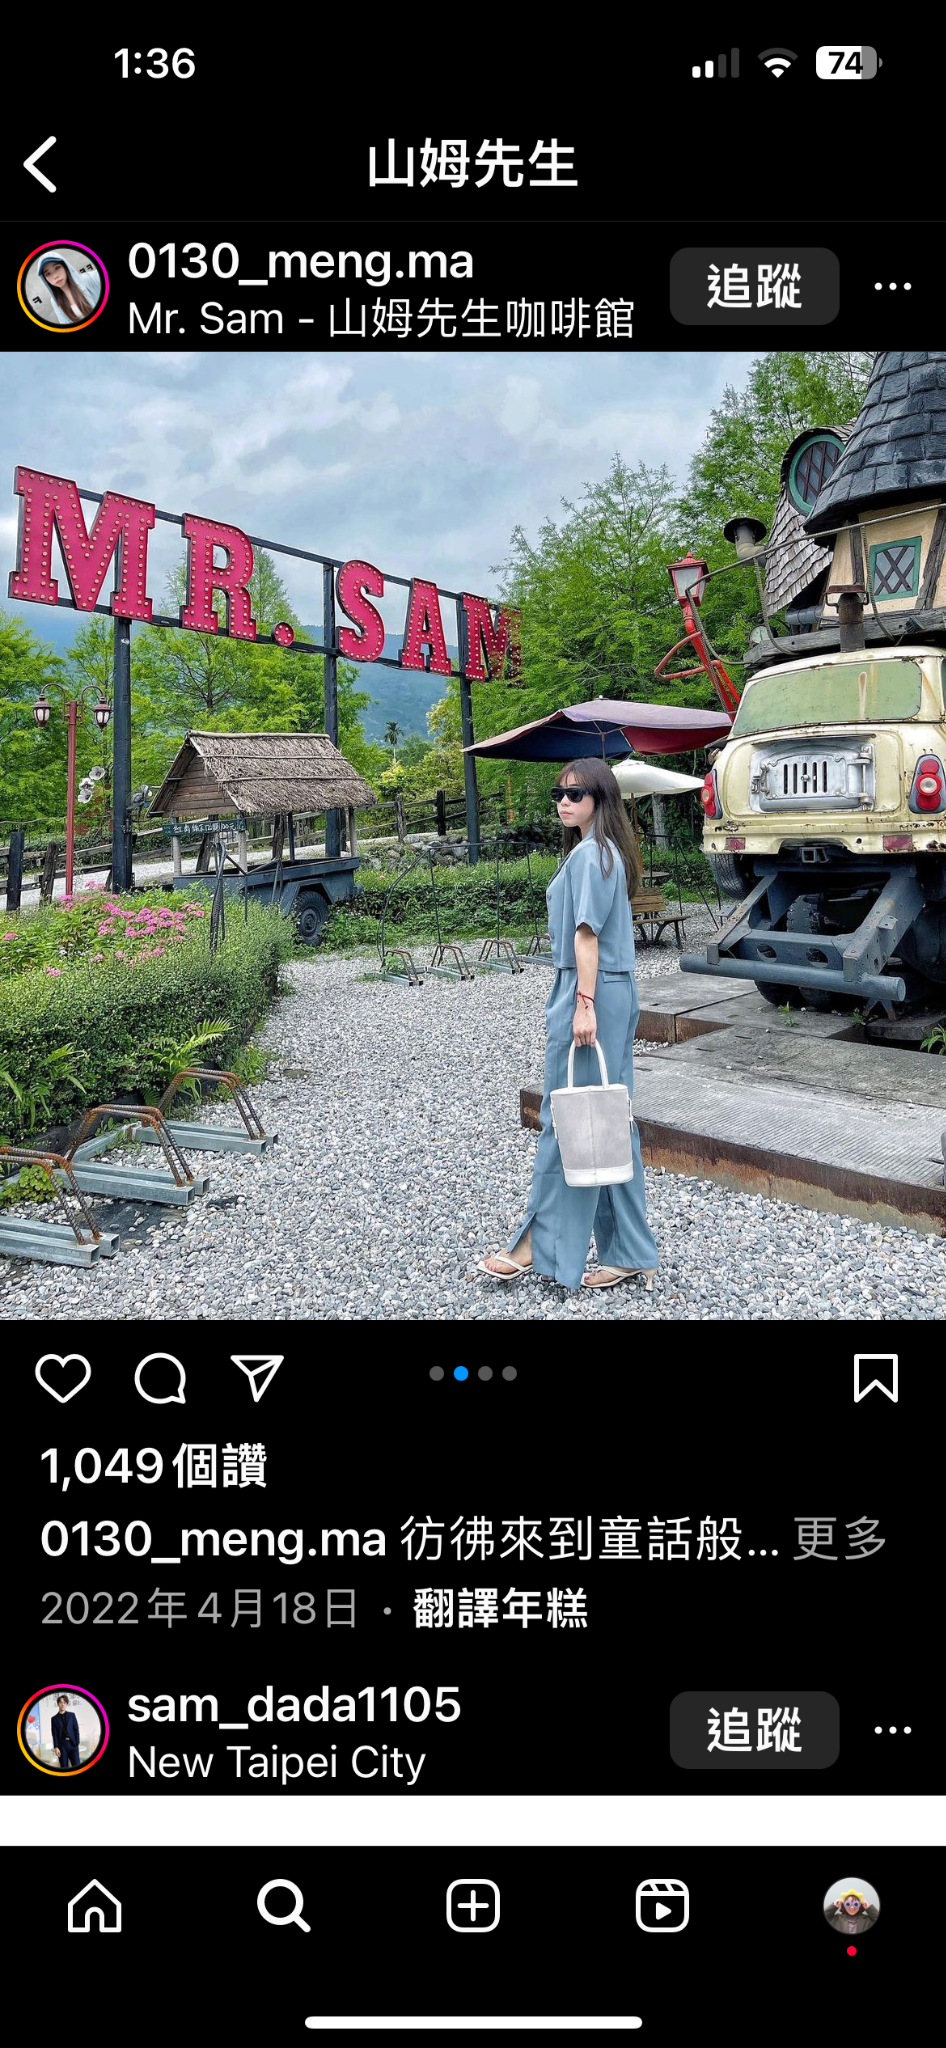 1:36
74
山姆先生
0130_meng.ma
追蹤
Mr. Sam - 山姆先生咖啡館
MR. SAM
1,049 個讚
0130_meng.ma 彷彿來到童話般... 更多
2022年4月18日 · 翻譯年糕
sam_dada1105
追蹤
New Taipei City